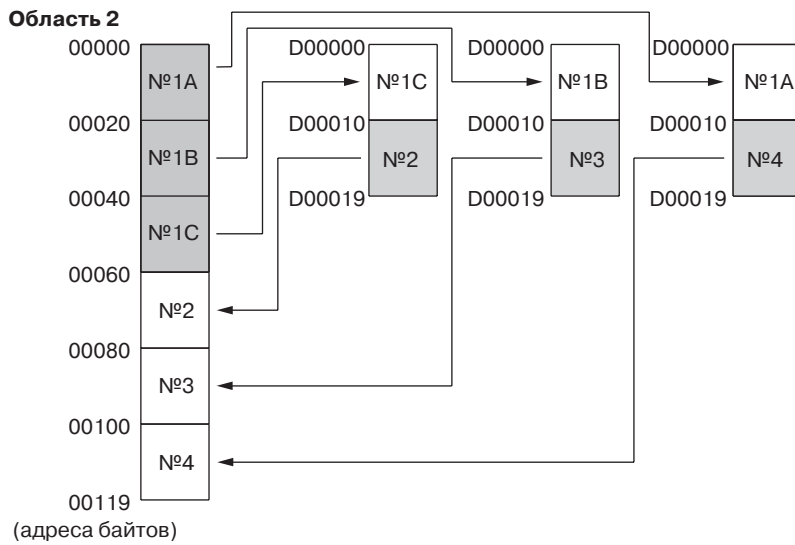 Область 2
00000 D00000 D00000 D00000
№1A №1C №1B №1A
00020 D00010 D00010 D00010
№1B №2 №3 №4
00040 D00019 D00019 D00019
№1C
00060
№2
00080
№3
00100
№4
00119
(адреса байтов)